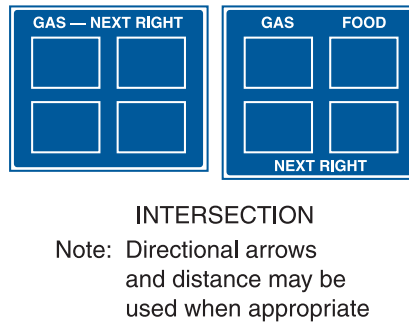 GAS — NEXT RIGHT
GAS FOOD
NEXT RIGHT
INTERSECTION
Note: Directional arrows
and distance may be
used when appropriate